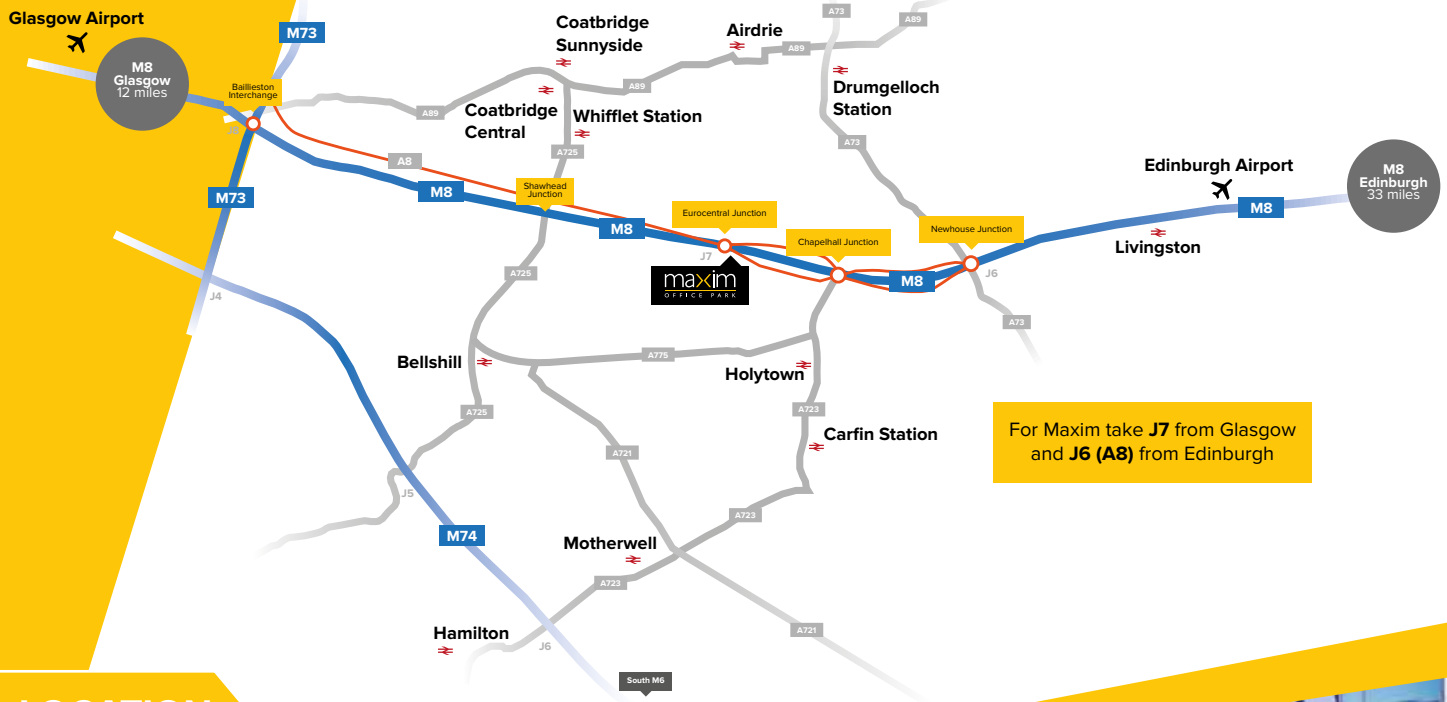 Glasgow Airport
M8
Glasgow
12 miles
M73
Baillieston
Interchange
J8
M73
J4
A89
A8
M8
Coatbridge
Sunnyside
Coatbridge
Central
Whifflet Station
A725
A89
Airdrie
A89
A73
A89
Drumgelloch
Station
A73
Shawhead
Junction
M8
Eurocentral Junction
J7
maxim
OFFICE PARK
Chapelhall Junction
M8
Newhouse Junction
J6
A73
Edinburgh Airport
M8
Livingston
M8
Edinburgh
33 miles
A725
Bellshill
A775
Holytown
A725
A723
Carfin Station
A721
J5
M74
A723
Motherwell
A723
Hamilton
J6
A721
South M6
For Maxim take J7 from Glasgow
and J6 (A8) from Edinburgh
LOCATION